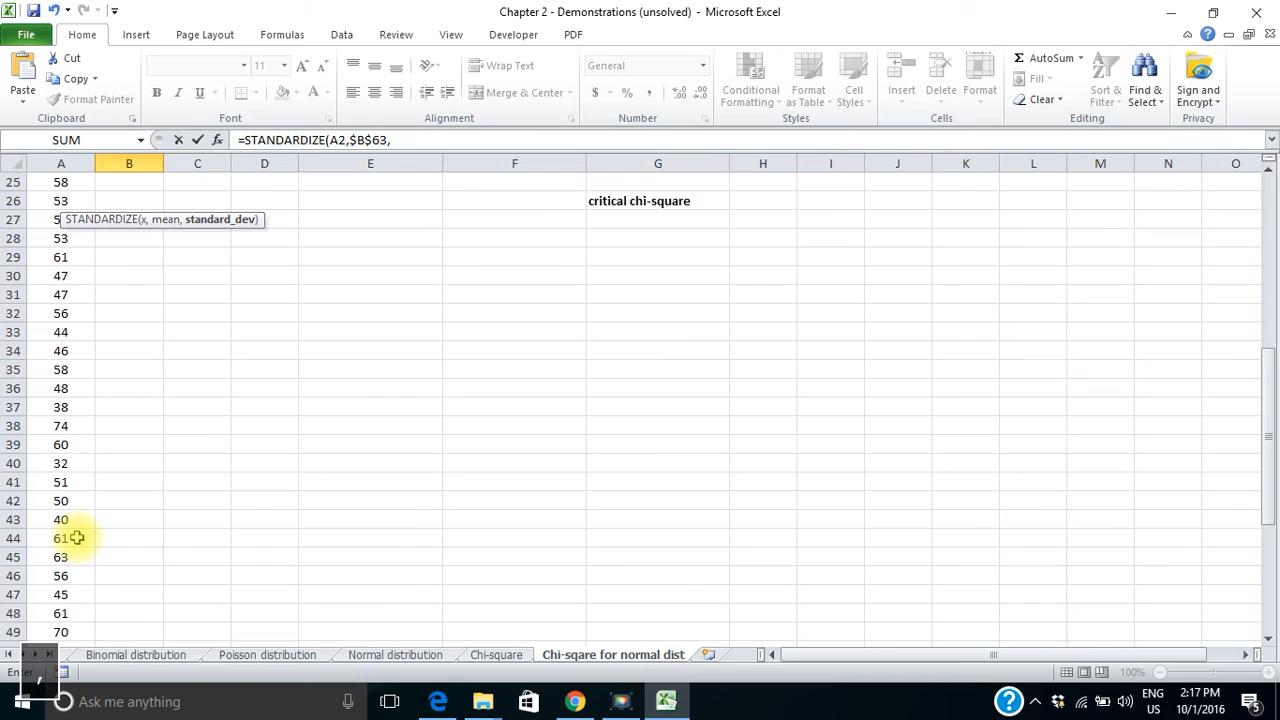 Chapter 2 - Demonstrations (unsolved) - Microsoft Excel
File Home Insert Page Layout Formulas Data Review View Developer PDF
Paste
Cut
Copy
Format Painter
Clipboard
11
A A
B I U
A
Font
Wrap Text
Merge & Center
Alignment
General
$ % ,
Number
Conditional Formatting
Format as Table
Cell Styles
Styles
Insert
Delete
Format
Cells
AutoSum
Fill
Clear
Sort & Filter
Find & Select
Editing
Sign and Encrypt
Privacy
SUM fx =STANDARDIZE(A2,$B$63,
A B C D E F G H I J K L M N O
25 58
26 53 critical chi-square
27 5
STANDARDIZE(x, mean, standard_dev)
28 53
29 61
30 47
31 47
32 56
33 44
34 46
35 58
36 48
37 38
38 74
39 60
40 32
41 51
42 50
43 40
44 61
45 63
46 56
47 45
48 61
49 70
Binomial distribution Poisson distribution Normal distribution Chi-square Chi-sqare for normal dist
Enter
,
100%
Ask me anything
ENG
US
2:17 PM
10/1/2016
5